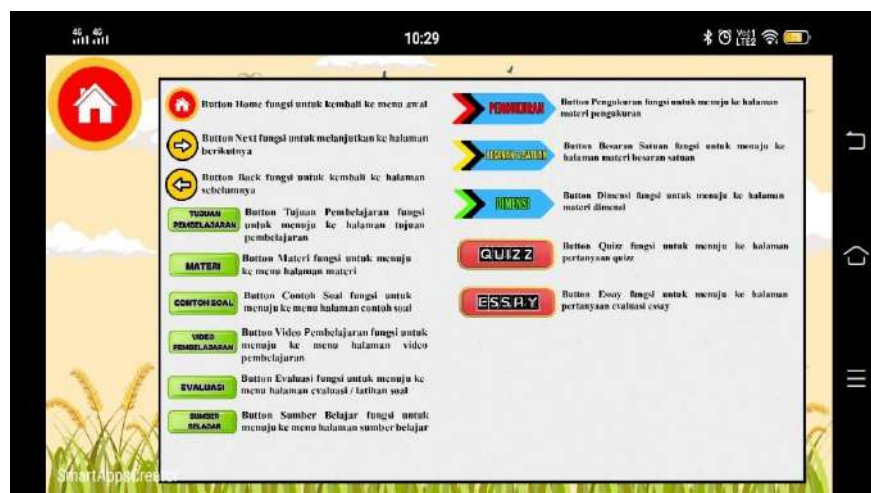 4G 4G
10:29
Vo 1
LTE2
Button Home fungsi untuk kembali ke menu awal
Button Next fungsi untuk melanjutkan ke halaman
berikutnya
Button Back fungsi untuk kembali ke halaman
sebelumnya
TUJUAN
PEMBELAJARAN
Button Tujuan Pembelajaran fungsi
untuk menuju ke halaman tujuan
pembelajaran
MATERI
Button Materi fungsi untuk menuju
ke menu halaman materi
CONTOH SOAL
Button Contoh Soal fungsi untuk
menuju ke menu halaman contoh soal
VIDEO
PEMBELAJARAN
Button Video Pembelajaran fungsi untuk
menuju ke menu halaman video
pembelajaran
EVALUASI
Button Evaluasi fungsi untuk menuju ke
menu halaman evaluasi / latihan soal
SUMBER
BELAJAR
Button Sumber Belajar fungsi untuk
menuju ke menu halaman sumber belajar
PENGUKURAN
Button Pengukuran fungsi untuk menuju ke halaman
materi pengukuran
BESARAN & SATUAN
Button Besaran Satuan fungsi untuk menuju ke
halaman materi besaran satuan
DIMENSI
Button Dimensi fungsi untuk menuju ke halaman
materi dimensi
QUIZZ
Button Quizz fungsi untuk menuju ke halaman
pertanyaan quizz
ESSAY
Button Essay fungsi untuk menuju ke halaman
pertanyaan evaluasi essay
SmartAppsCreator